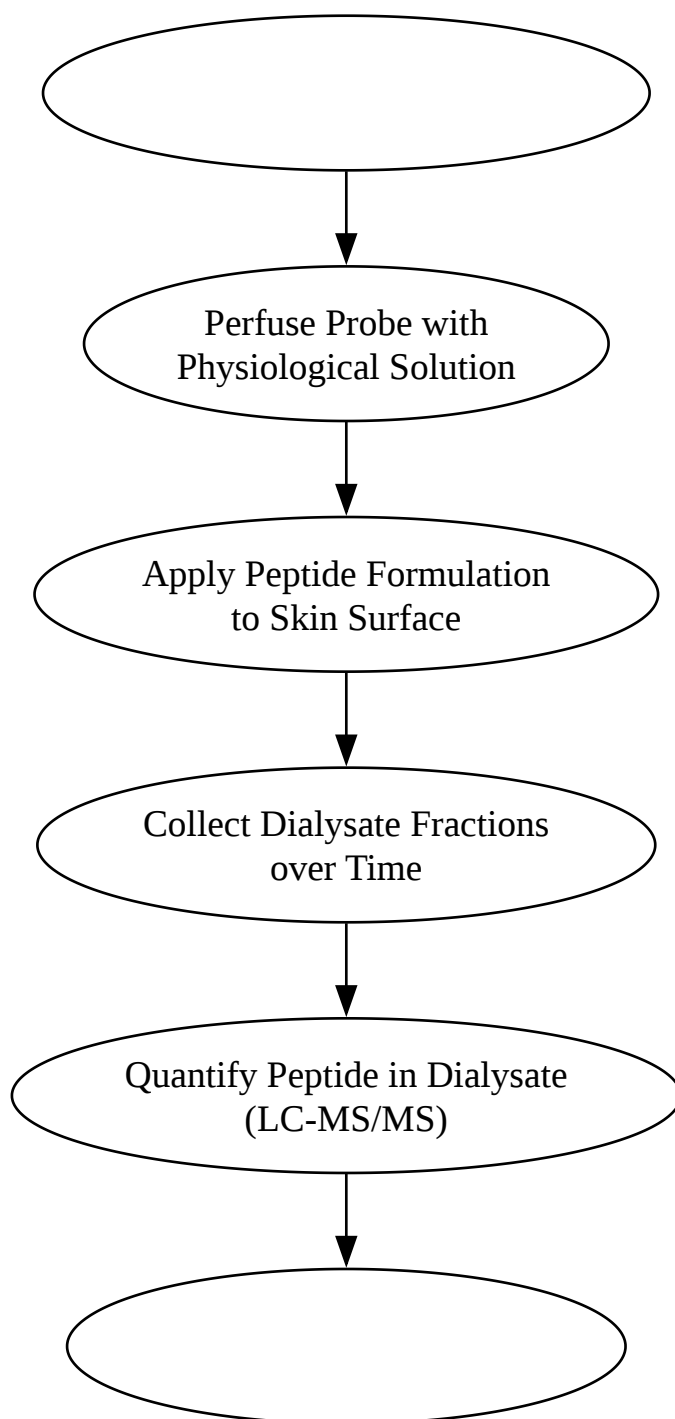 Perfuse Probe with
Physiological Solution
Apply Peptide Formulation
to Skin Surface
Collect Dialysate Fractions
over Time
Quantify Peptide in Dialysate
(LC-MS/MS)